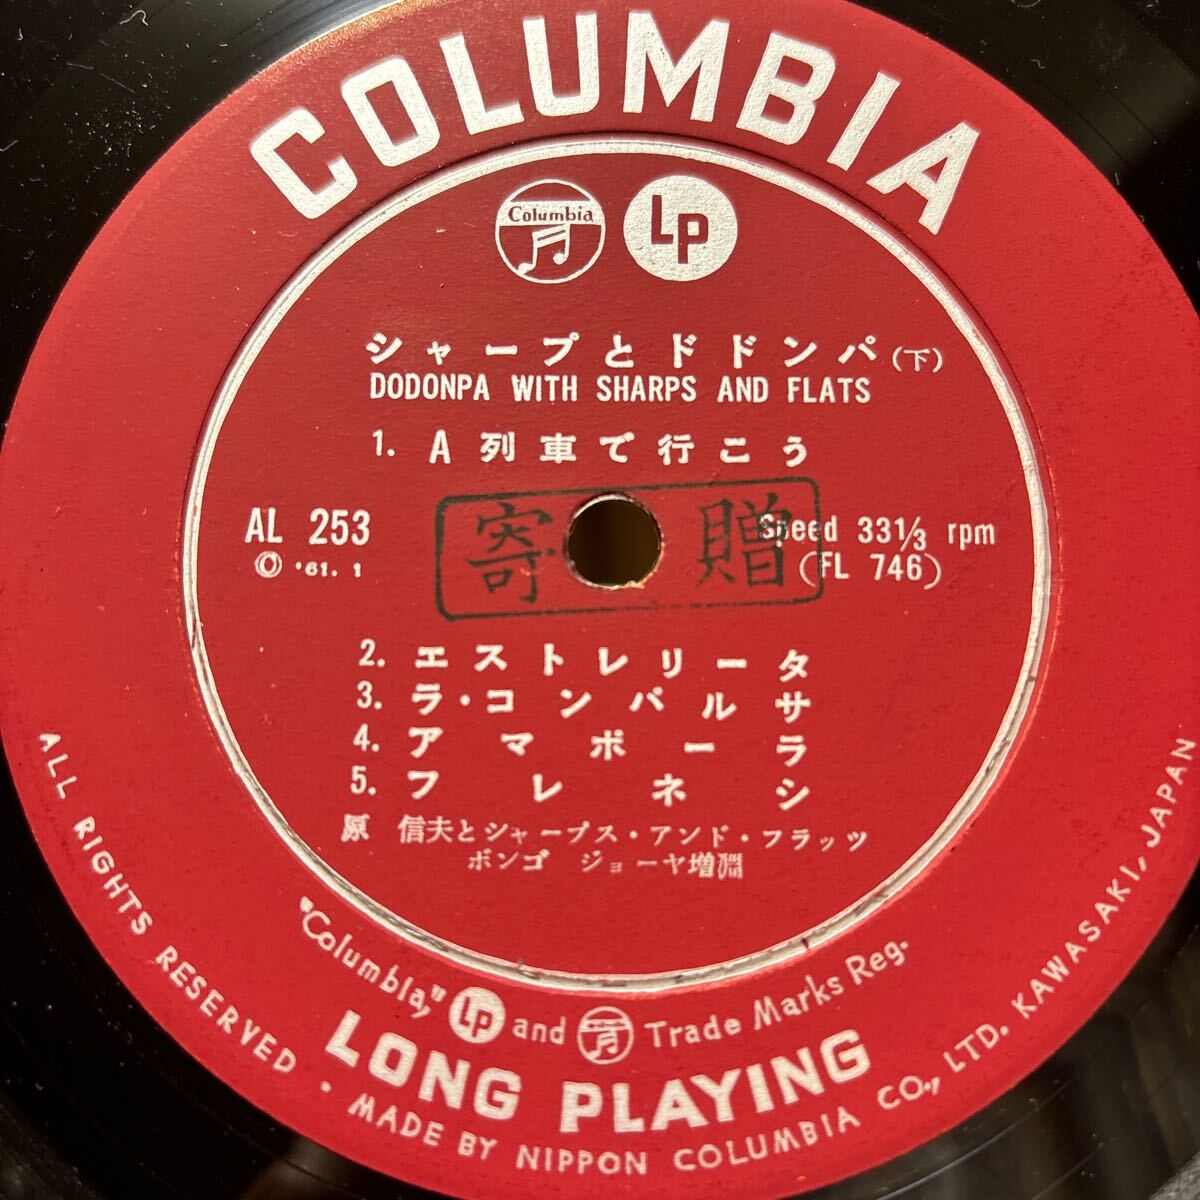 COLUMBIA
Columbia
LP
シャープとドドンパ(下)
DODONPA WITH SHARPS AND FLATS
1. A列車で行こう
AL 253
Ⓒ '61. 1
寄贈
Speed 33 1/3 rpm
(FL 746)
2. エストレリータ
3. ラ・コンパルサ
4. アマポーラ
5. フレネシ
原 信夫とシャープス・アンド・フラッツ
ボンゴ ジョーヤ増淵
"Columbia," LP and Trade Marks Reg.
LONG PLAYING
ALL RIGHTS RESERVED · MADE BY NIPPON COLUMBIA CO., LTD. KAWASAKI, JAPAN